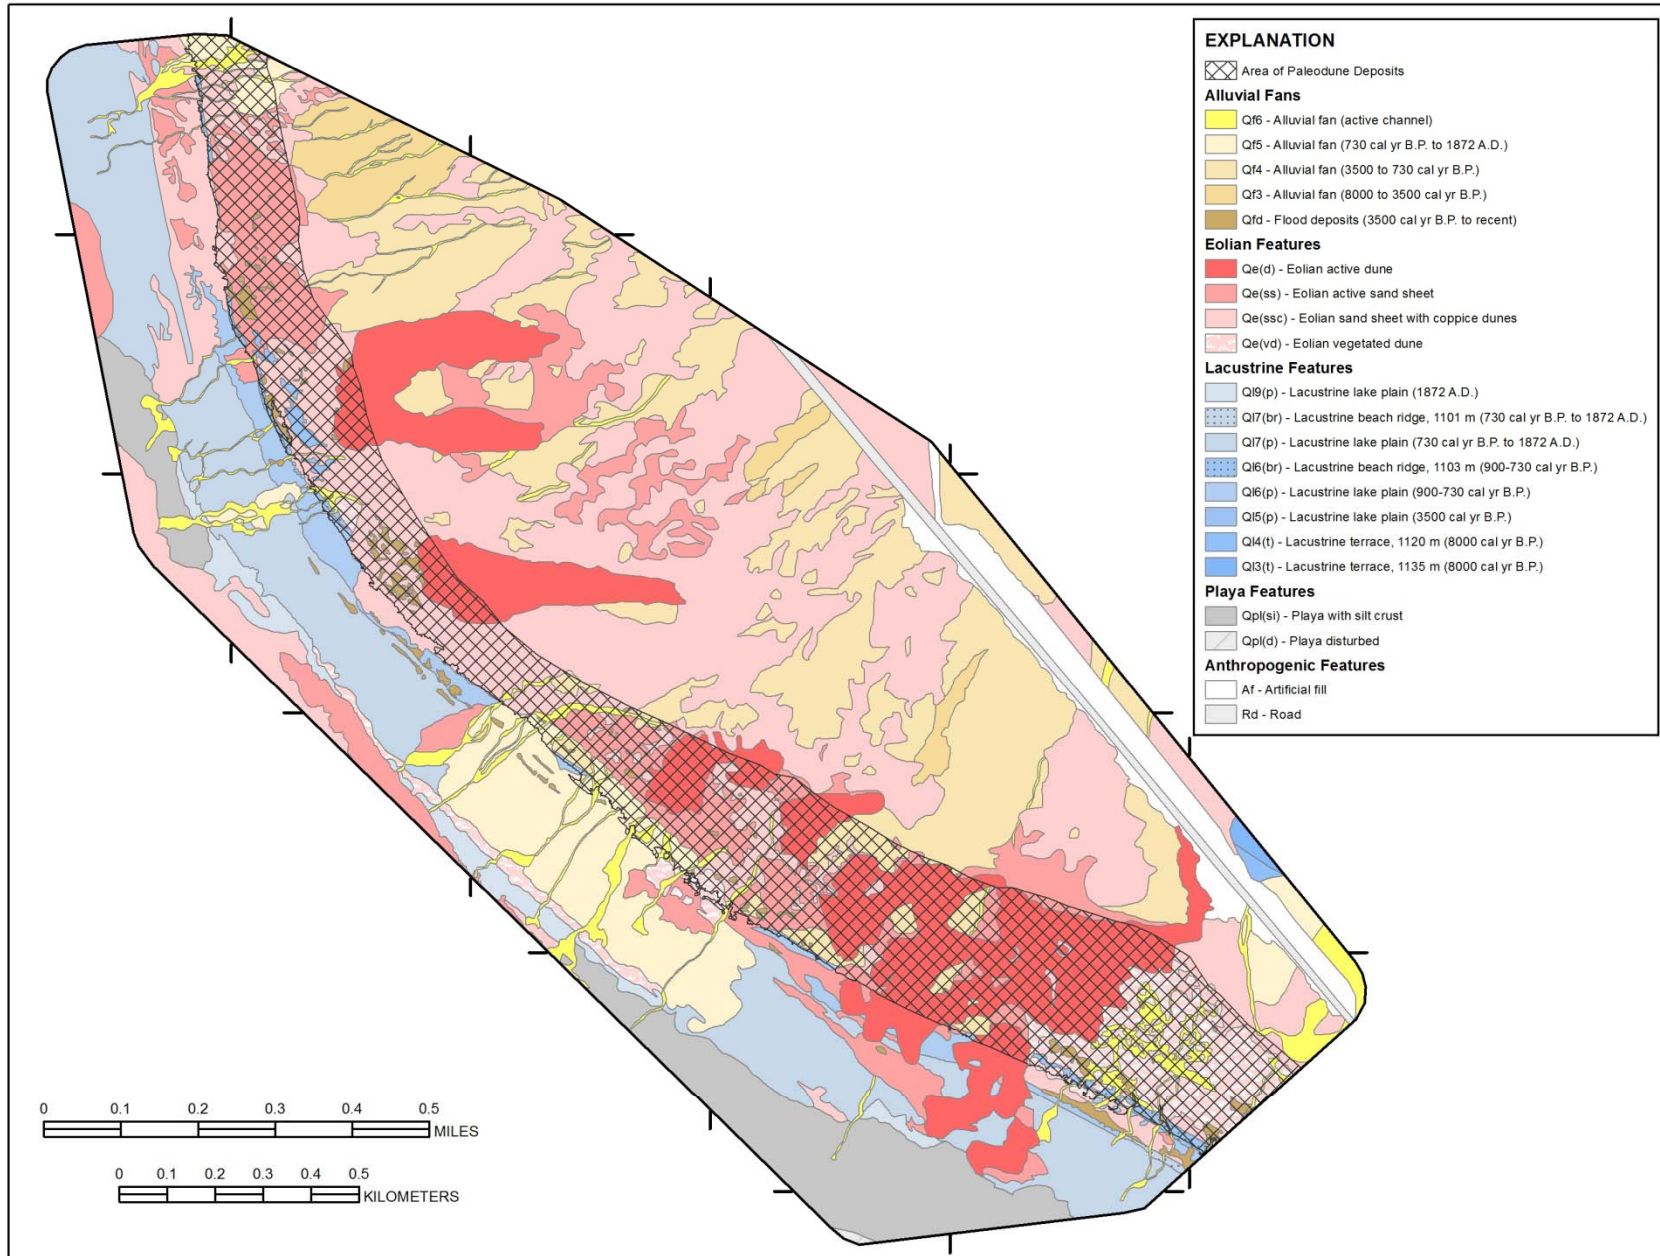 EXPLANATION
Area of Paleodune Deposits
Alluvial Fans
Qf6 - Alluvial fan (active channel)
Qf5 - Alluvial fan (730 cal yr B.P. to 1872 A.D.)
Qf4 - Alluvial fan (3500 to 730 cal yr B.P.)
Qf3 - Alluvial fan (8000 to 3500 cal yr B.P.)
Qfd - Flood deposits (3500 cal yr B.P. to recent)
Eolian Features
Qe(d) - Eolian active dune
Qe(ss) - Eolian active sand sheet
Qe(ssc) - Eolian sand sheet with coppice dunes
Qe(vd) - Eolian vegetated dune
Lacustrine Features
Ql9(p) - Lacustrine lake plain (1872 A.D.)
Ql7(br) - Lacustrine beach ridge, 1101 m (730 cal yr B.P. to 1872 A.D.)
Ql7(p) - Lacustrine lake plain (730 cal yr B.P. to 1872 A.D.)
Ql6(br) - Lacustrine beach ridge, 1103 m (900-730 cal yr B.P.)
Ql6(p) - Lacustrine lake plain (900-730 cal yr B.P.)
Ql5(p) - Lacustrine lake plain (3500 cal yr B.P.)
Ql4(t) - Lacustrine terrace, 1120 m (8000 cal yr B.P.)
Ql3(t) - Lacustrine terrace, 1135 m (8000 cal yr B.P.)
Playa Features
Qpl(si) - Playa with silt crust
Qpl(d) - Playa disturbed
Anthropogenic Features
Af - Artificial fill
Rd - Road
0 0.1 0.2 0.3 0.4 0.5
MILES
0 0.1 0.2 0.3 0.4 0.5
KILOMETERS